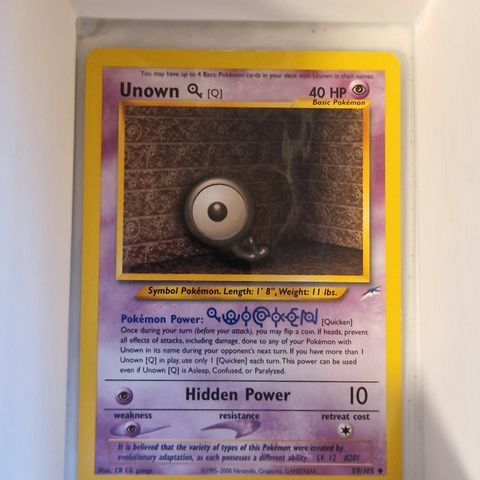 You may have up to 4 Basic Pokémon cards in your deck with Unown in their names.
Unown [Q] 40 HP
Basic Pokémon
Symbol Pokémon. Length: 1' 8", Weight: 11 lbs.
Pokémon Power: [Quicken]
Once during your turn (before your attack), you may flip a coin. If heads, prevent
all effects of attacks, including damage, done to any of your Pokémon with
Unown in its name during your opponent's next turn. If you have more than 1
Unown [Q] in play, use only 1 [Quicken] each turn. This power can be used
even if Unown [Q] is Asleep, Confused, or Paralyzed.
Hidden Power 10
weakness resistance retreat cost
It is believed that the variety of types of this Pokémon were created by
evolutionary adaptation, as each possesses a different ability. LV. 12 #201
Illus. CR CG gangs ©1995-2000 Nintendo, Creatures, GAMEFREAK. 59/105